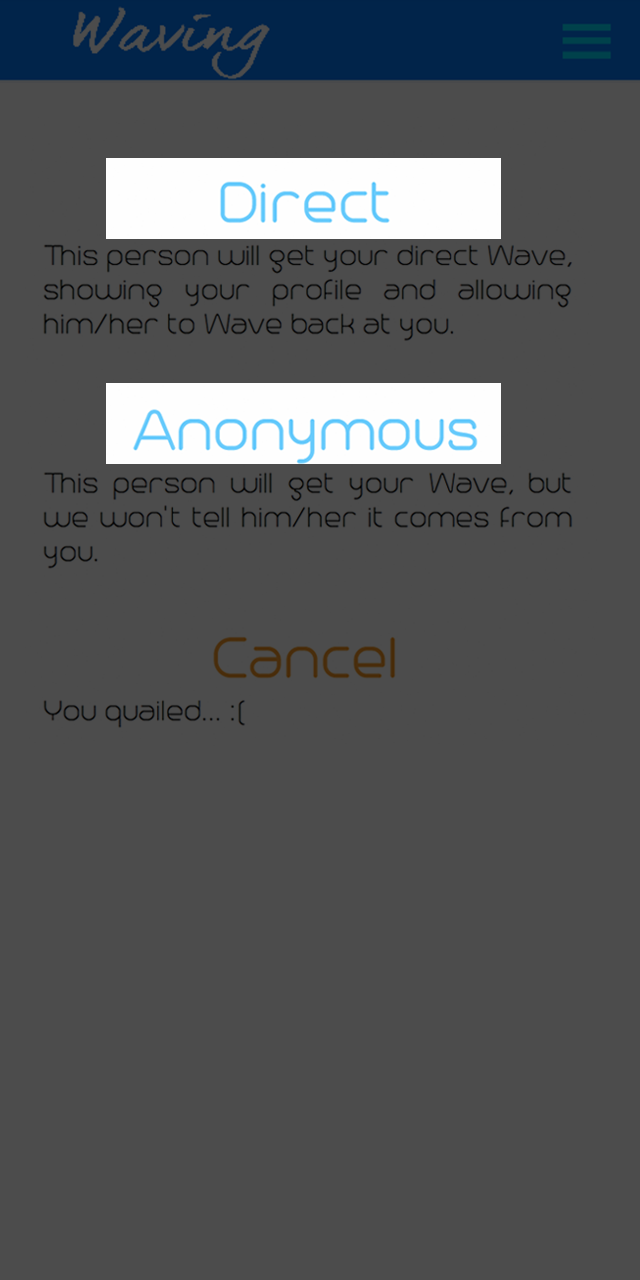 Waving
Direct
This person will get your direct Wave,
showing your profile and allowing
him/her to Wave back at you.
Anonymous
This person will get your Wave, but
we won't tell him/her it comes from
you.
Cancel
You quailed... :(